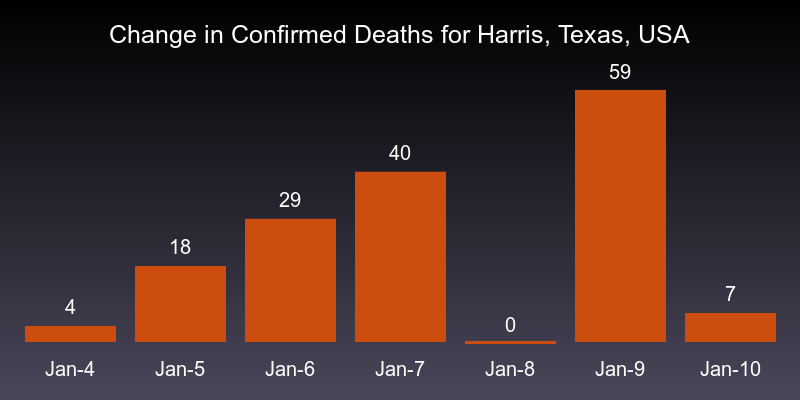 Change in Confirmed Deaths for Harris, Texas, USA
4 18 29 40 0 59 7
Jan-4 Jan-5 Jan-6 Jan-7 Jan-8 Jan-9 Jan-10